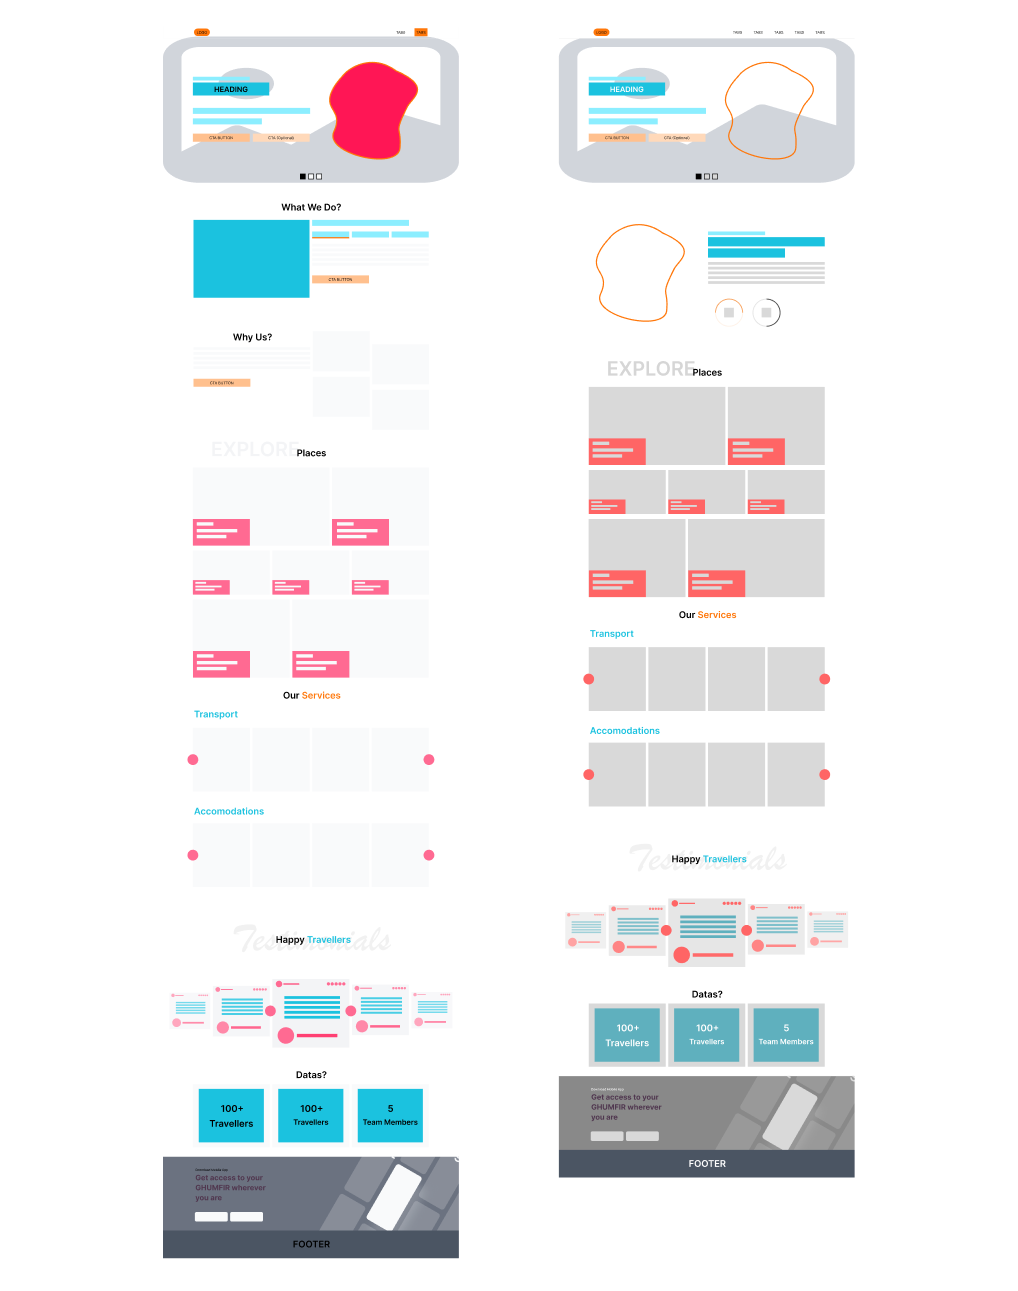 LOGO
TABS
TABS
HEADING
CTA BUTTON
CTA (Optional)
What We Do?
CTA BUTTON
Why Us?
CTA BUTTON
EXPLORE
Places
Our Services
Transport
Accomodations
Testimonials
Happy Travellers
Datas?
100+
Travellers
100+
Travellers
5
Team Members
Download Mobile App
Get access to your
GHUMFIR wherever
you are
FOOTER
LOGO
TABS
TABS
TABS
TABS
TABS
HEADING
CTA BUTTON
CTA (Optional)
EXPLORE
Places
Our Services
Transport
Accomodations
Testimonials
Happy Travellers
Datas?
100+
Travellers
100+
Travellers
5
Team Members
Download Mobile App
Get access to your
GHUMFIR wherever
you are
FOOTER